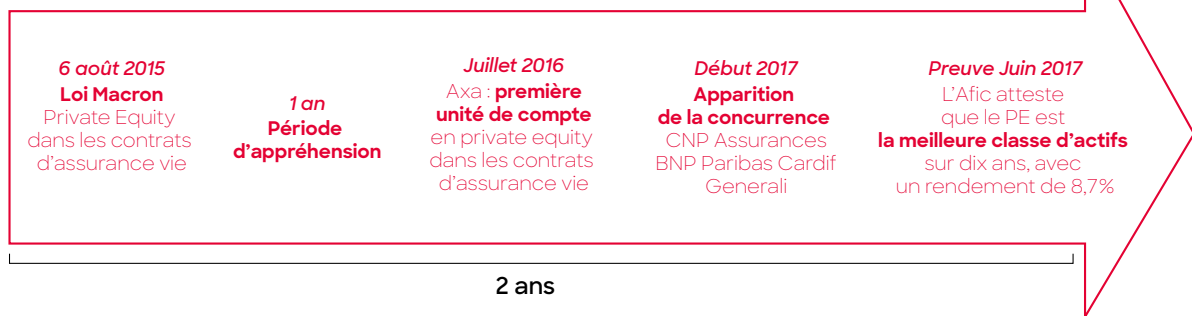 6 août 2015
Loi Macron
Private Equity
dans les contrats
d'assurance vie
1 an
Période
d'appréhension
Juillet 2016
Axa : première
unité de compte
en private equity
dans les contrats
d'assurance vie
Début 2017
Apparition
de la concurrence
CNP Assurances
BNP Paribas Cardif
Generali
Preuve Juin 2017
L'Afic atteste
que le PE est
la meilleure classe d'actifs
sur dix ans, avec
un rendement de 8,7%
2 ans